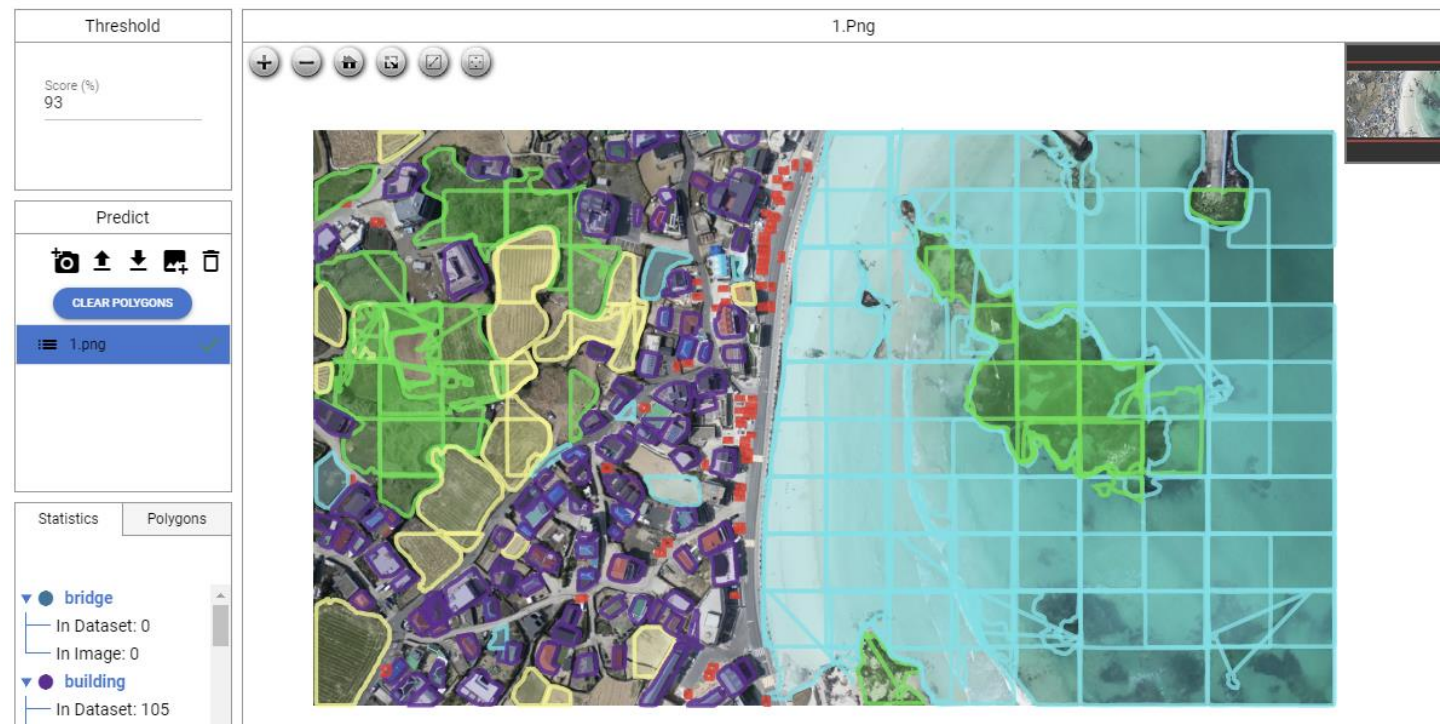 Threshold
1.Png
Score (%)
93
Predict
CLEAR POLYGONS
1.png
Statistics
Polygons
bridge
In Dataset: 0
In Image: 0
building
In Dataset: 105